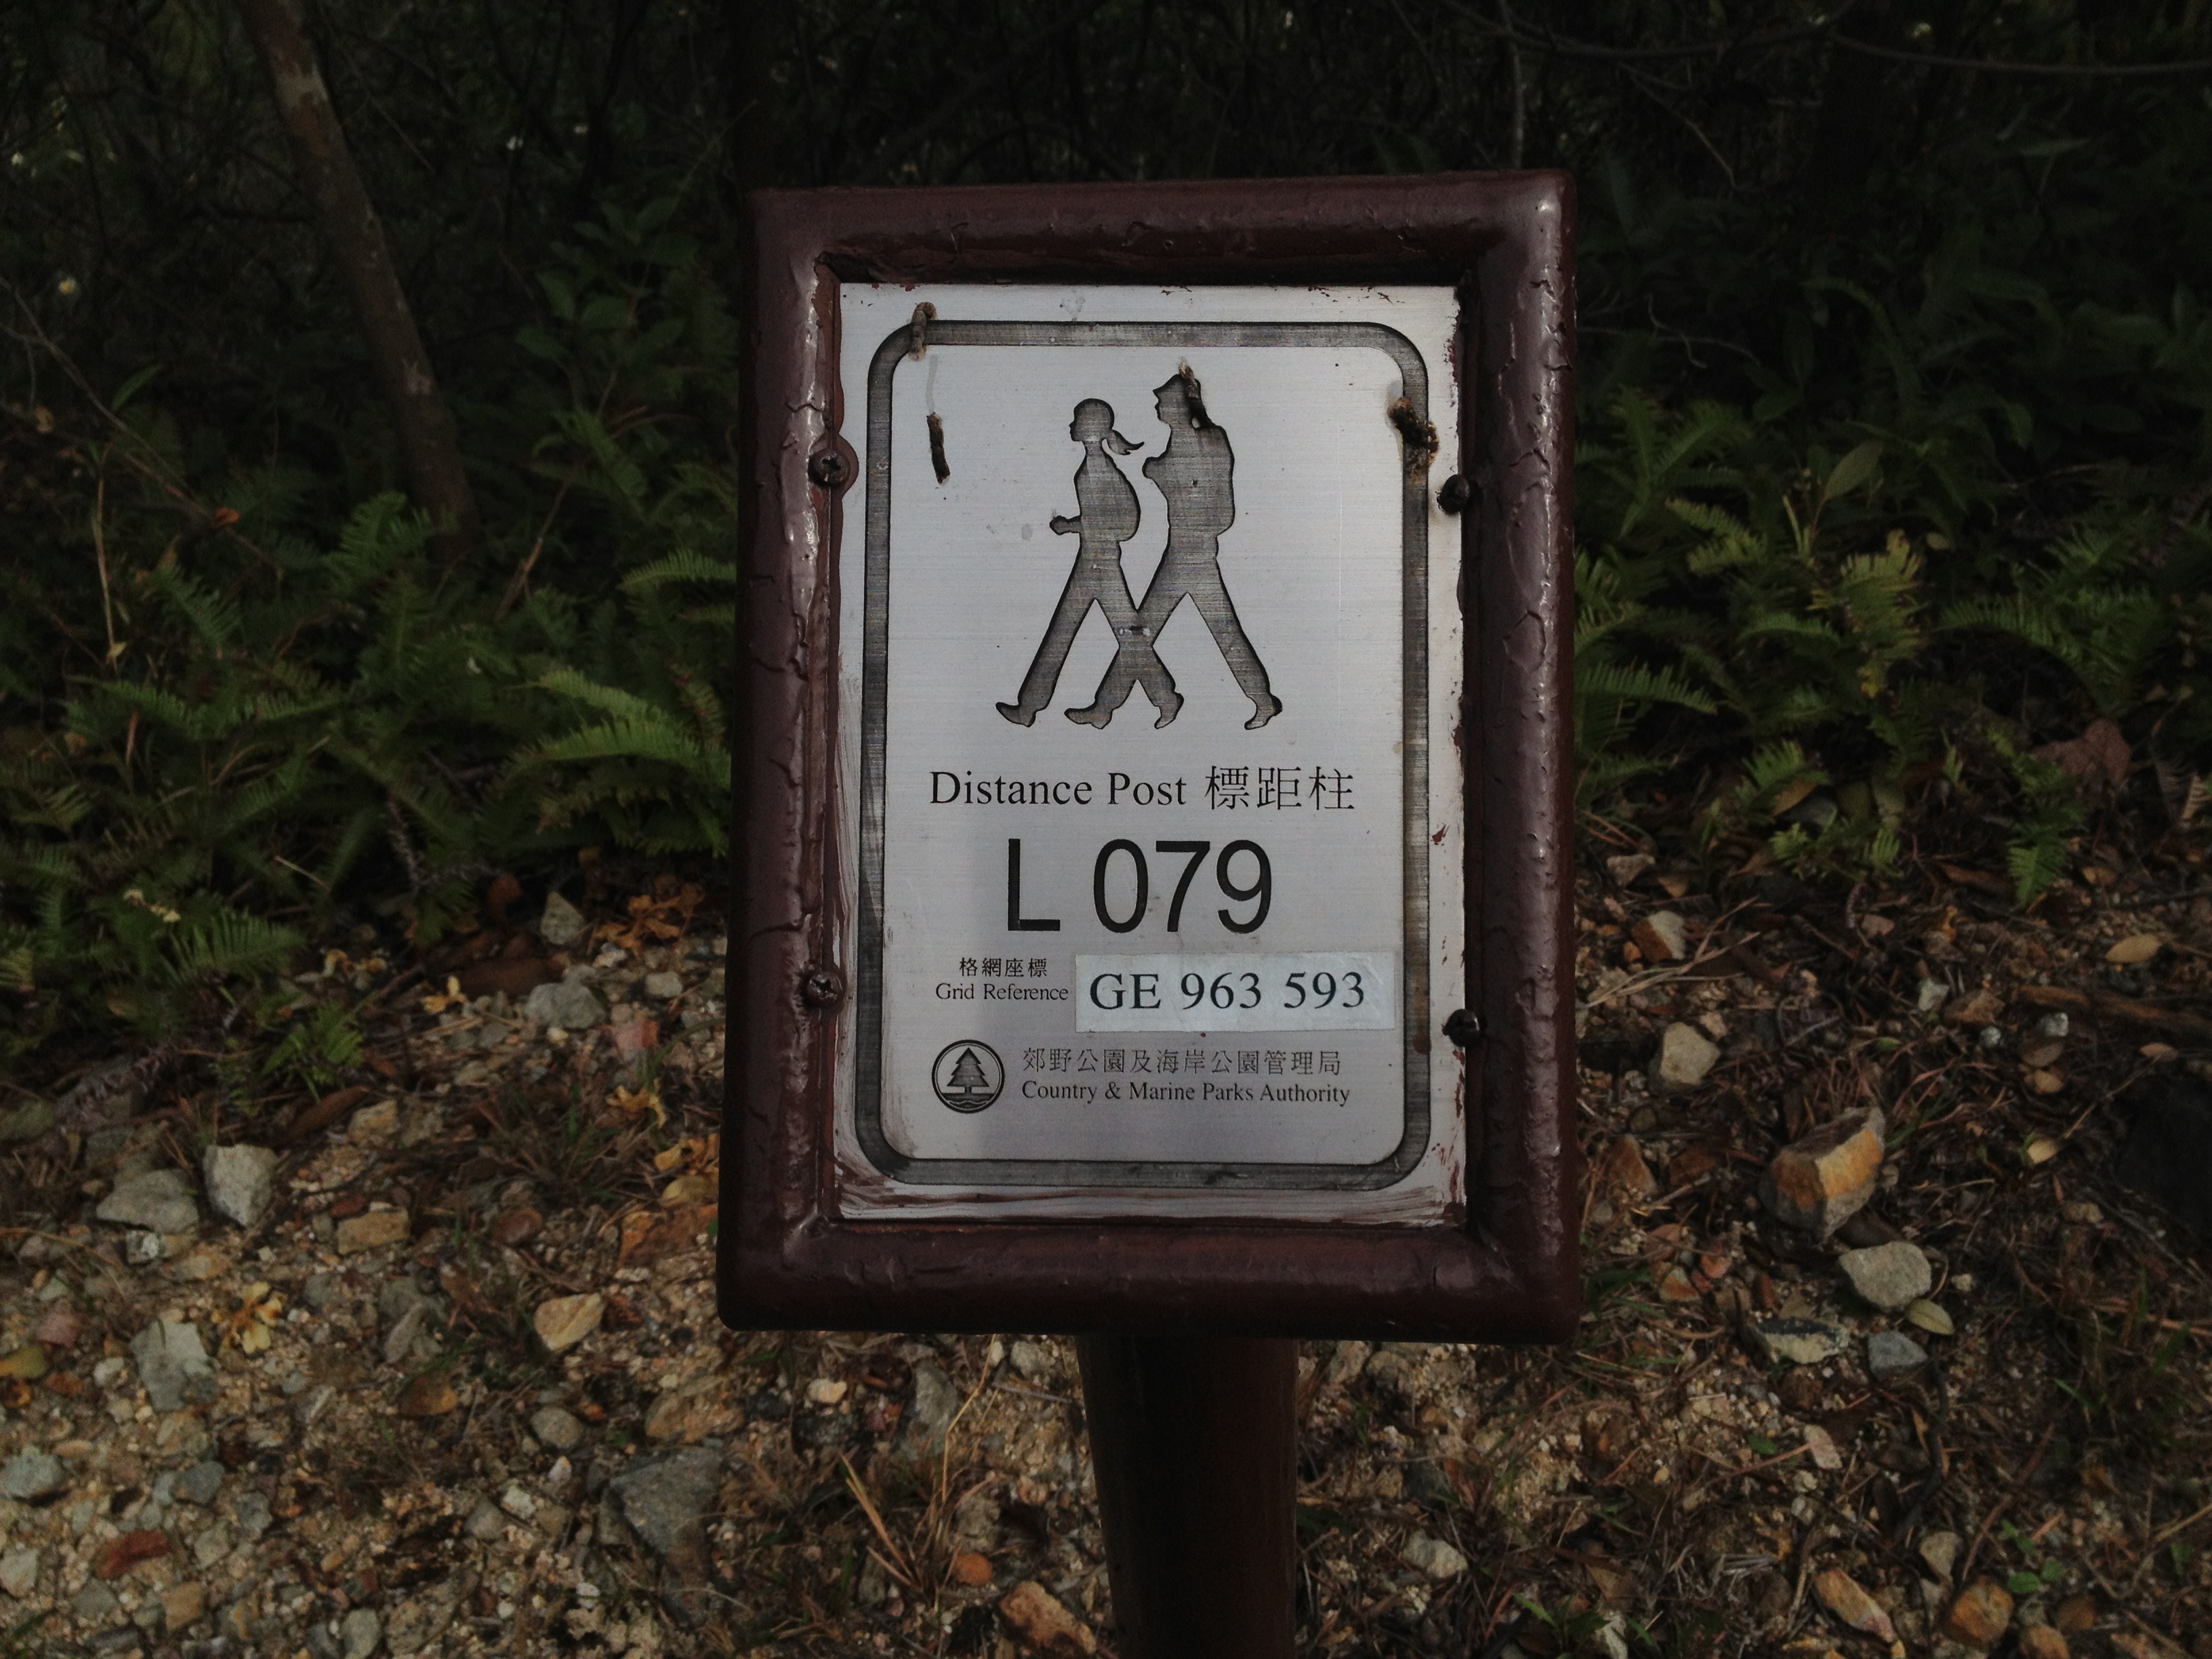 Distance Post 標距柱
L 079
格網座標
Grid Reference
GE 963 593
郊野公園及海岸公園管理局
Country & Marine Parks Authority